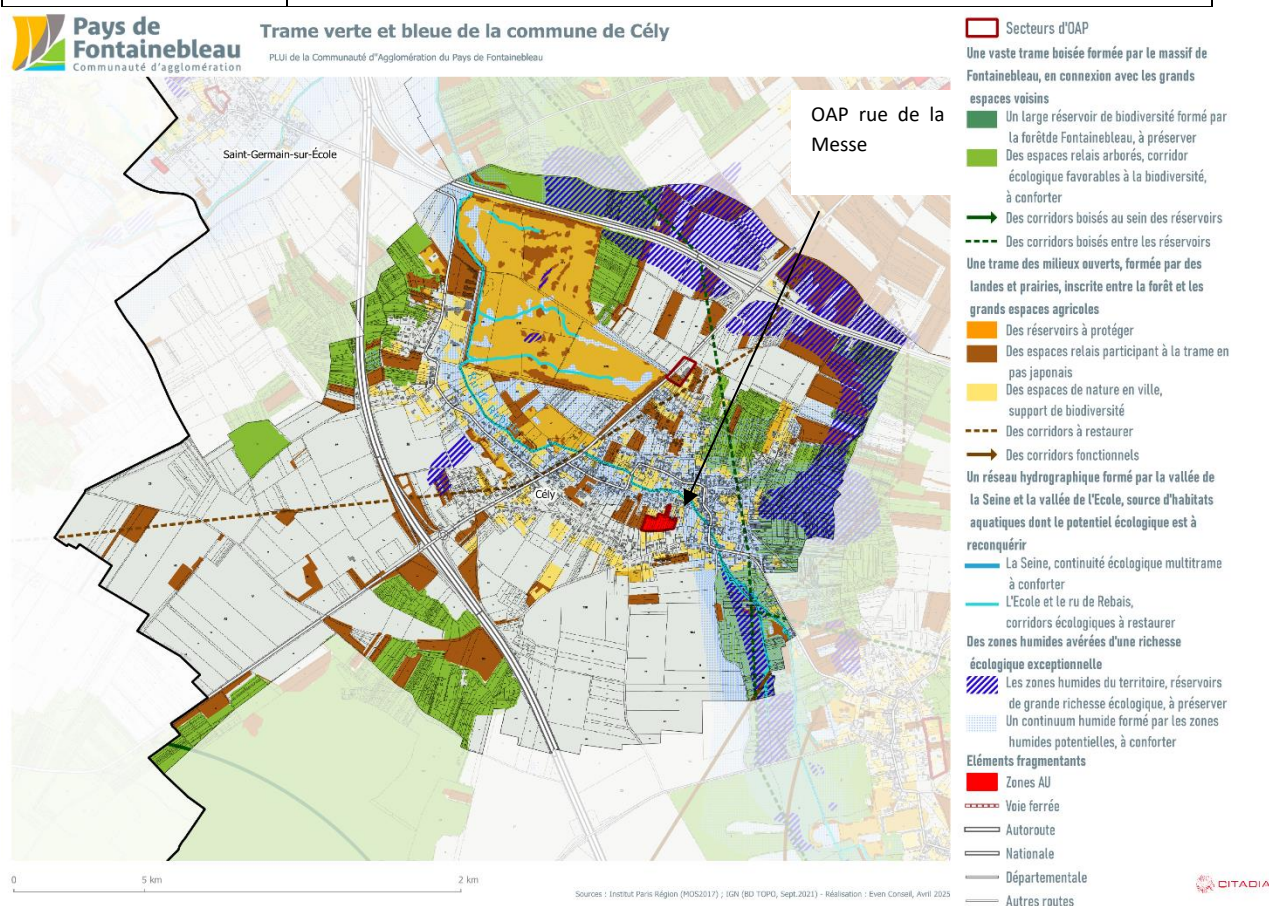 Pays de
Fontainebleau
Communauté d'agglomération
Trame verte et bleue de la commune de Cély
PLUi de la Communauté d"Agglomération du Pays de Fontainebleau
OAP rue de la
Messe
Saint-Germain-sur-École
Cély
Secteurs d'OAP
Une vaste trame boisée formée par le massif de
Fontainebleau, en connexion avec les grands
espaces voisins
Un large réservoir de biodiversité formé par
la forêtde Fontainebleau, à préserver
Des espaces relais arborés, corridor
écologique favorables à la biodiversité,
à conforter
Des corridors boisés au sein des réservoirs
Des corridors boisés entre les réservoirs
Une trame des milieux ouverts, formée par des
landes et prairies, inscrite entre la forêt et les
grands espaces agricoles
Des réservoirs à protéger
Des espaces relais participant à la trame en
pas japonais
Des espaces de nature en ville,
support de biodiversité
Des corridors à restaurer
Des corridors fonctionnels
Un réseau hydrographique formé par la vallée de
la Seine et la vallée de l'Ecole, source d'habitats
aquatiques dont le potentiel écologique est à
reconquérir
La Seine, continuité écologique multitrame
à conforter
L'Ecole et le ru de Rebais,
corridors écologiques à restaurer
Des zones humides avérées d'une richesse
écologique exceptionnelle
Les zones humides du territoire, réservoirs
de grande richesse écologique, à préserver
Un continuum humide formé par les zones
humides potentielles, à conforter
Eléments fragmentants
Zones AU
Voie ferrée
Autoroute
Nationale
Départementale
Autres routes
0
5 km
2 km
Sources : Institut Paris Région (MOS2017) ; IGN (BD TOPO, Sept.2021) - Réalisation : Even Conseil, Avril 2025
CITADIA